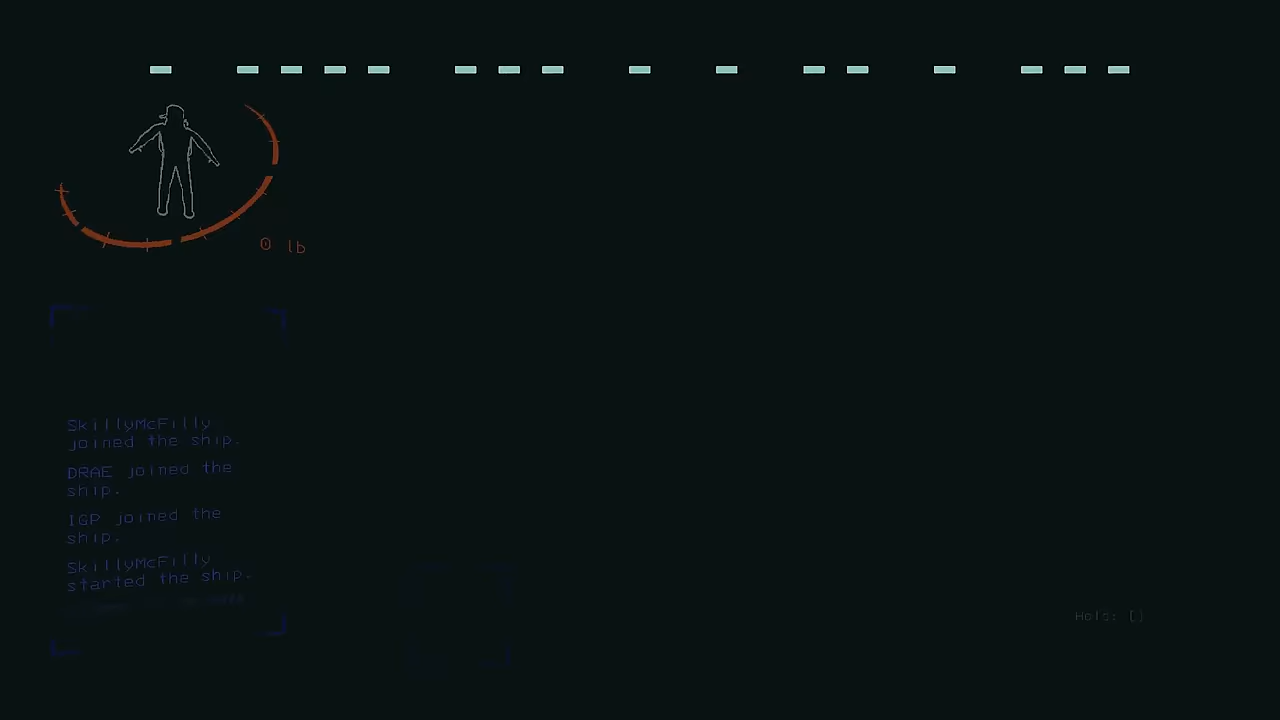 0 lb
SkillyMcFilly
joined the ship.
DRAE joined the
ship.
IGP joined the
ship.
SkillyMcFilly
started the ship.